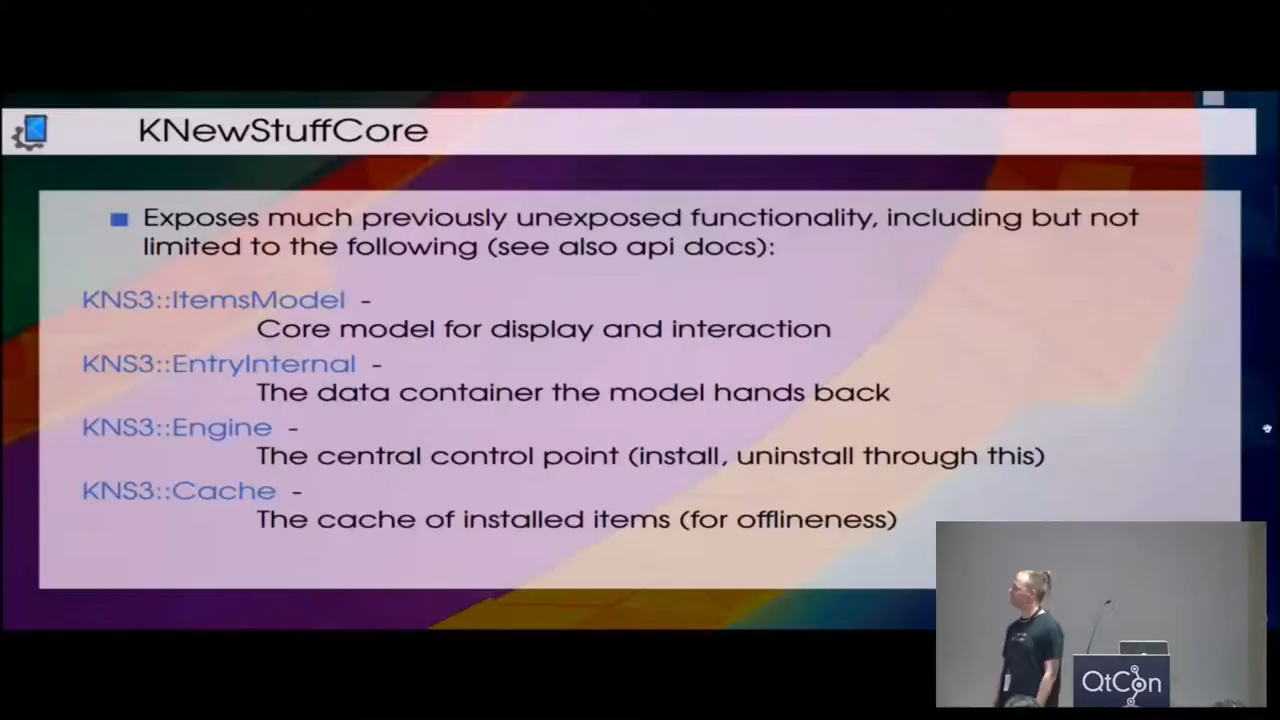 KNewStuffCore
Exposes much previously unexposed functionality, including but not
limited to the following (see also api docs):
KNS3::ItemsModel -
Core model for display and interaction
KNS3::EntryInternal -
The data container the model hands back
KNS3::Engine -
The central control point (install, uninstall through this)
KNS3::Cache -
The cache of installed items (for offlineness)
QtCon